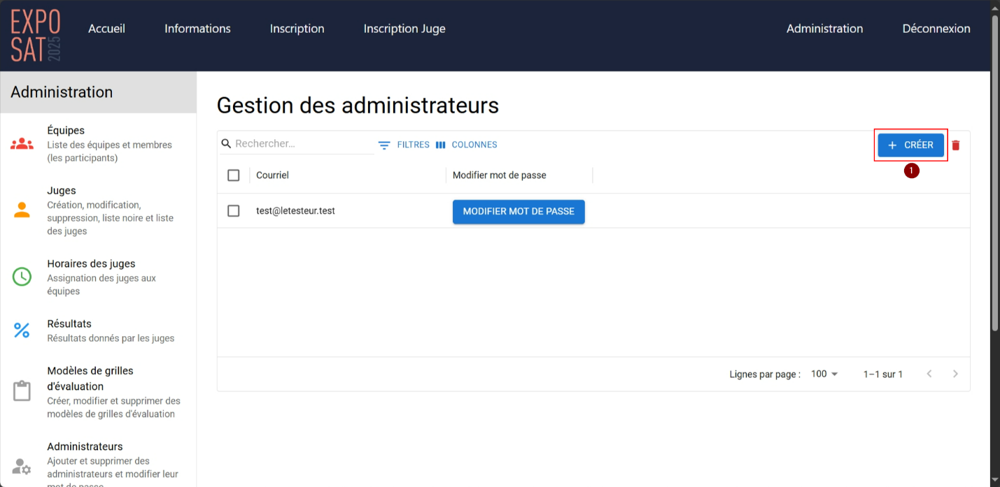 EXPO
SAT 2025
Accueil
Informations
Inscription
Inscription Juge
Administration
Déconnexion
Administration
Équipes
Liste des équipes et membres
(les participants)
Juges
Création, modification,
suppression, liste noire et liste
des juges
Horaires des juges
Assignation des juges aux
équipes
Résultats
Résultats donnés par les juges
Modèles de grilles
d'évaluation
Créer, modifier et supprimer des
modèles de grilles d'évaluation
Administrateurs
Ajouter et supprimer des
administrateurs et modifier leur
mot de passe
Gestion des administrateurs
Rechercher…
FILTRES
COLONNES
+ CRÉER
1
Courriel
Modifier mot de passe
test@letesteur.test
MODIFIER MOT DE PASSE
Lignes par page :
100
1–1 sur 1